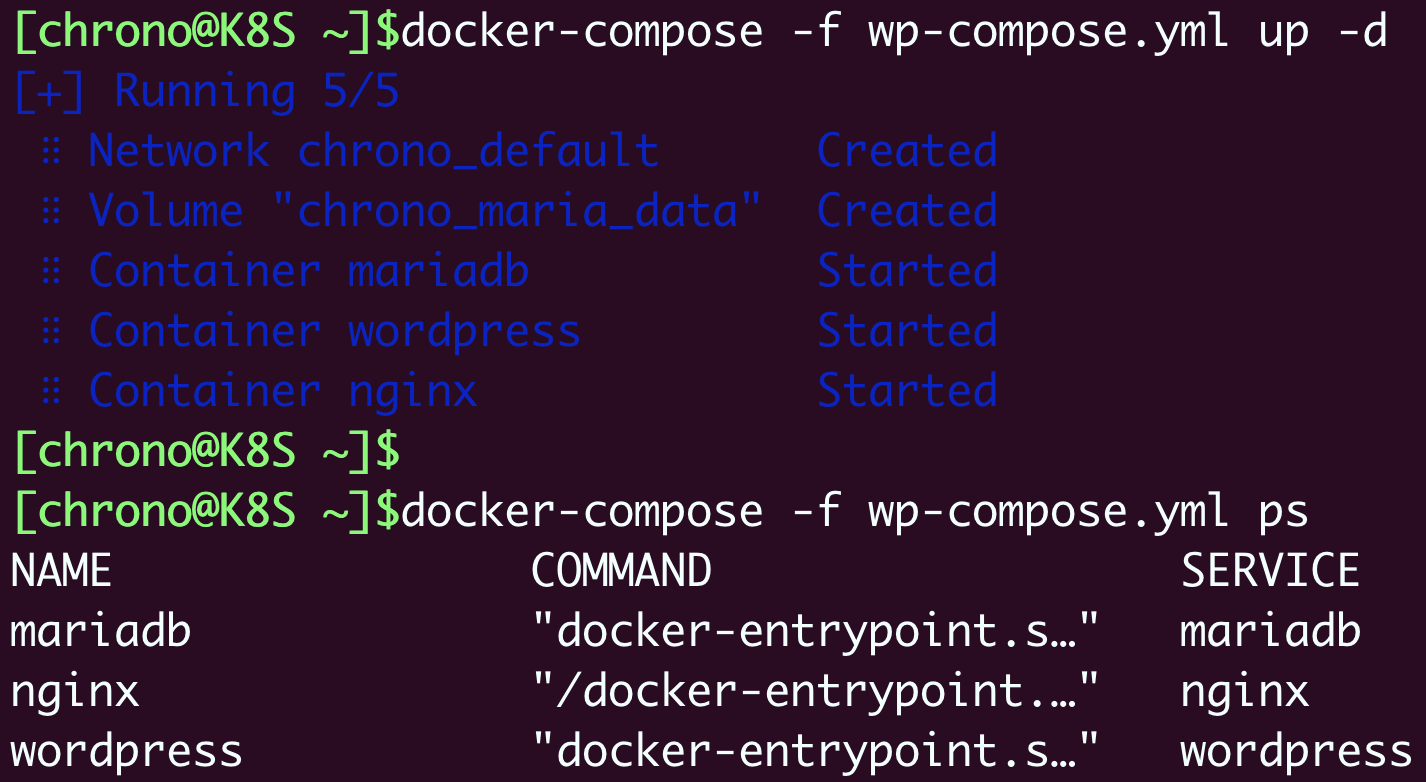 [chrono@K8S ~]$docker-compose -f wp-compose.yml up -d
[+] Running 5/5
⠿ Network chrono_default Created
⠿ Volume "chrono_maria_data" Created
⠿ Container mariadb Started
⠿ Container wordpress Started
⠿ Container nginx Started
[chrono@K8S ~]$
[chrono@K8S ~]$docker-compose -f wp-compose.yml ps
NAME COMMAND SERVICE
mariadb "docker-entrypoint.s…" mariadb
nginx "/docker-entrypoint.…" nginx
wordpress "docker-entrypoint.s…" wordpress